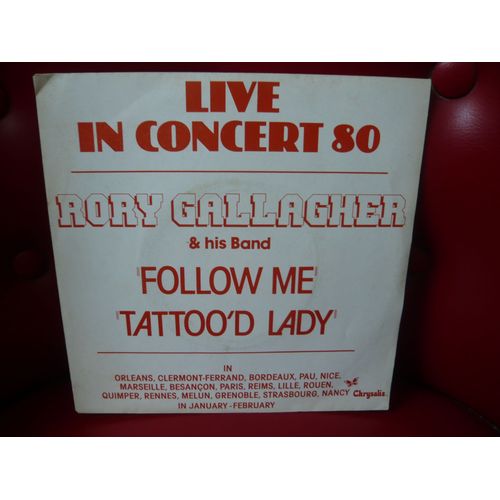 LIVE
IN CONCERT 80
RORY GALLAGHER
& his Band
"FOLLOW ME"
"TATTOO'D LADY"
IN
ORLEANS, CLERMONT-FERRAND, BORDEAUX, PAU, NICE,
MARSEILLE, BESANÇON, PARIS, REIMS, LILLE, ROUEN,
QUIMPER, RENNES, MELUN, GRENOBLE, STRASBOURG, NANCY
IN JANUARY-FEBRUARY
Chrysalis